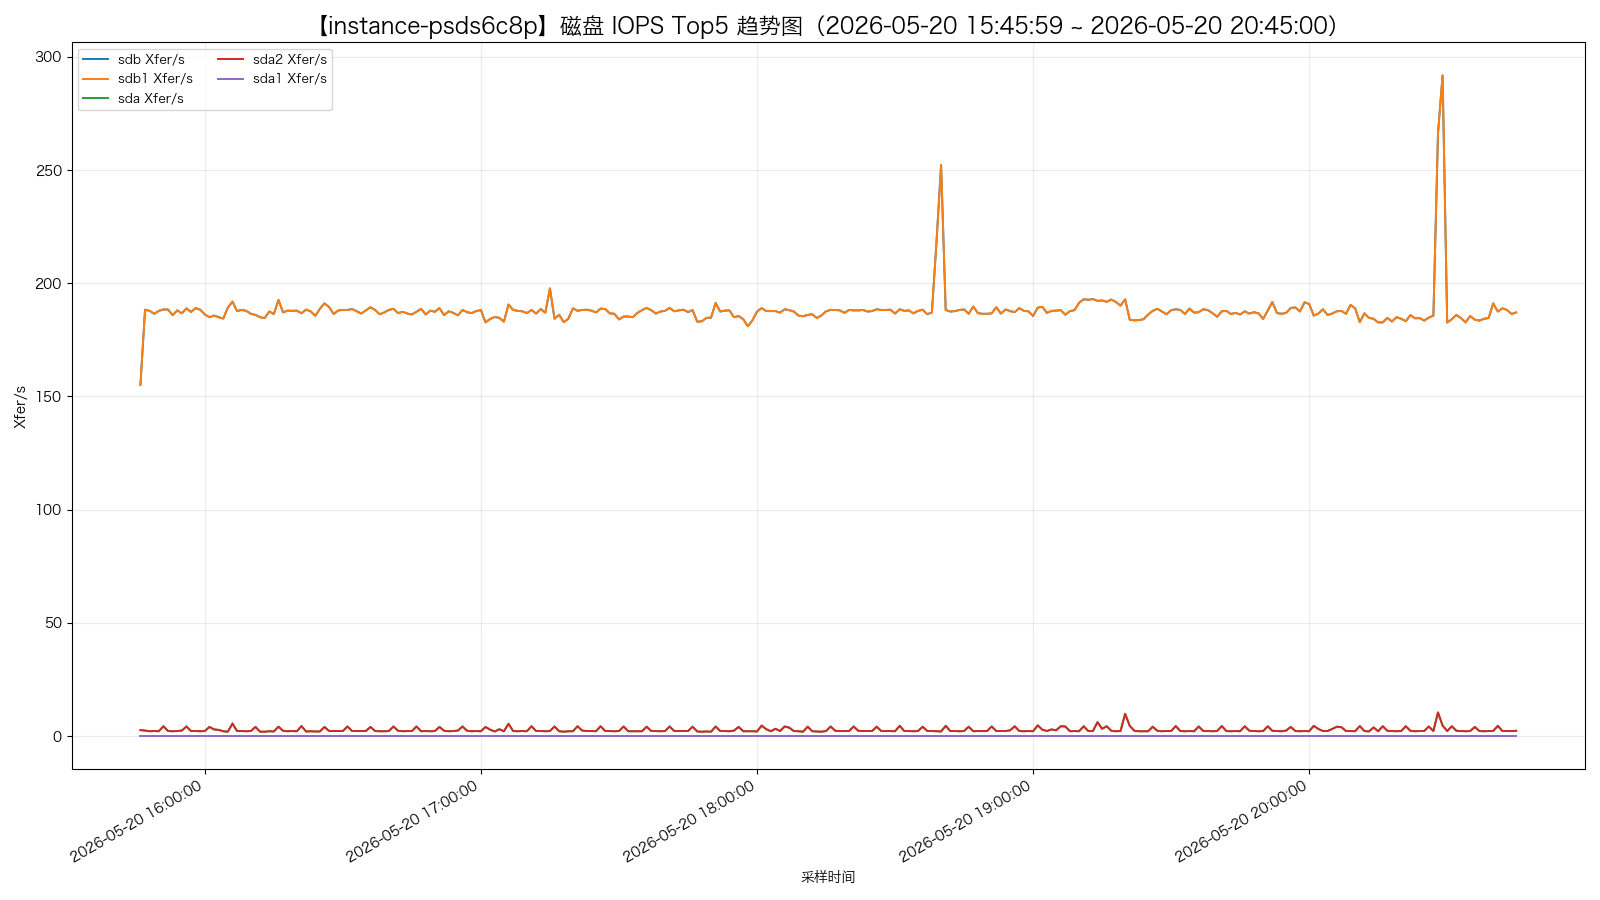 【instance-psds6c8p】磁盘 IOPS Top5 趋势图（2026-05-20 15:45:59 ~ 2026-05-20 20:45:00）
sdb Xfer/s
sdb1 Xfer/s
sda Xfer/s
sda2 Xfer/s
sda1 Xfer/s
300
250
200
150
100
50
0
Xfer/s
2026-05-20 16:00:00
2026-05-20 17:00:00
2026-05-20 18:00:00
2026-05-20 19:00:00
2026-05-20 20:00:00
采样时间